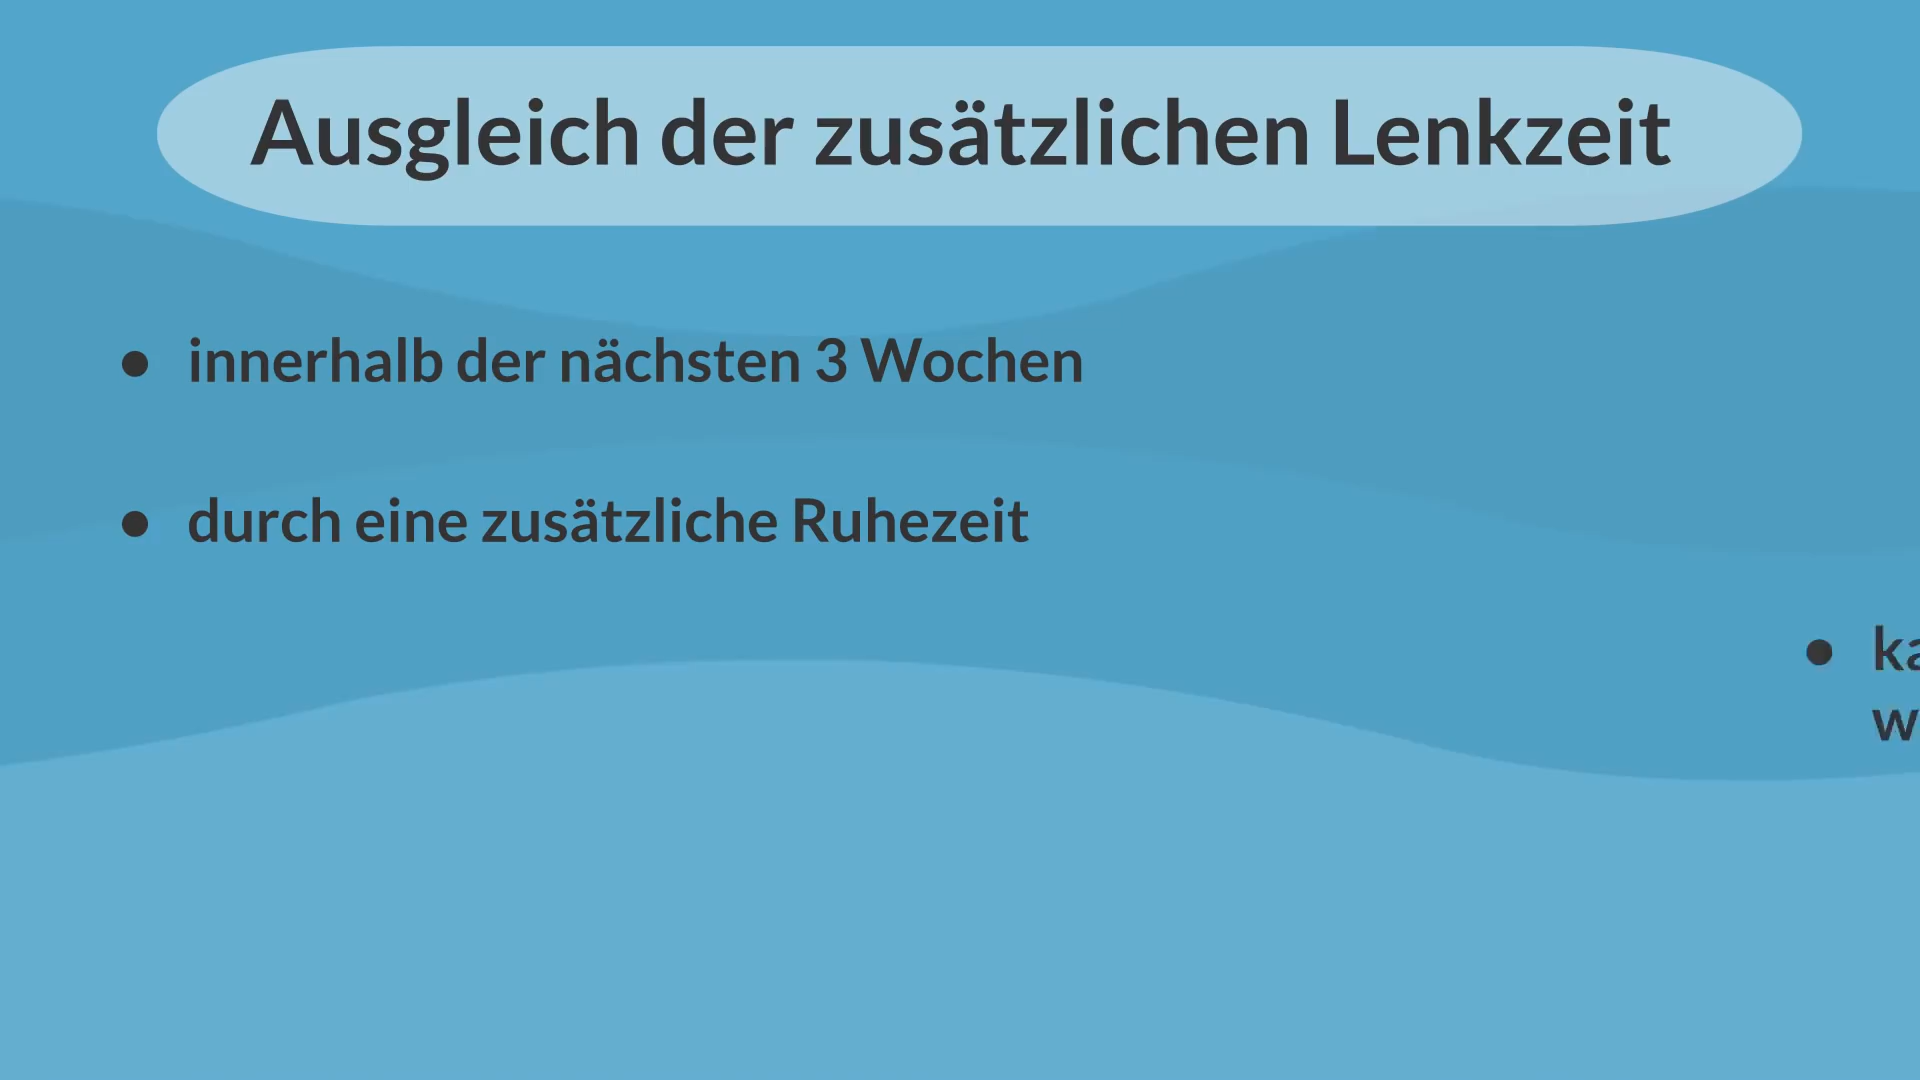 Ausgleich der zusätzlichen Lenkzeit
● innerhalb der nächsten 3 Wochen
● durch eine zusätzliche Ruhezeit
●